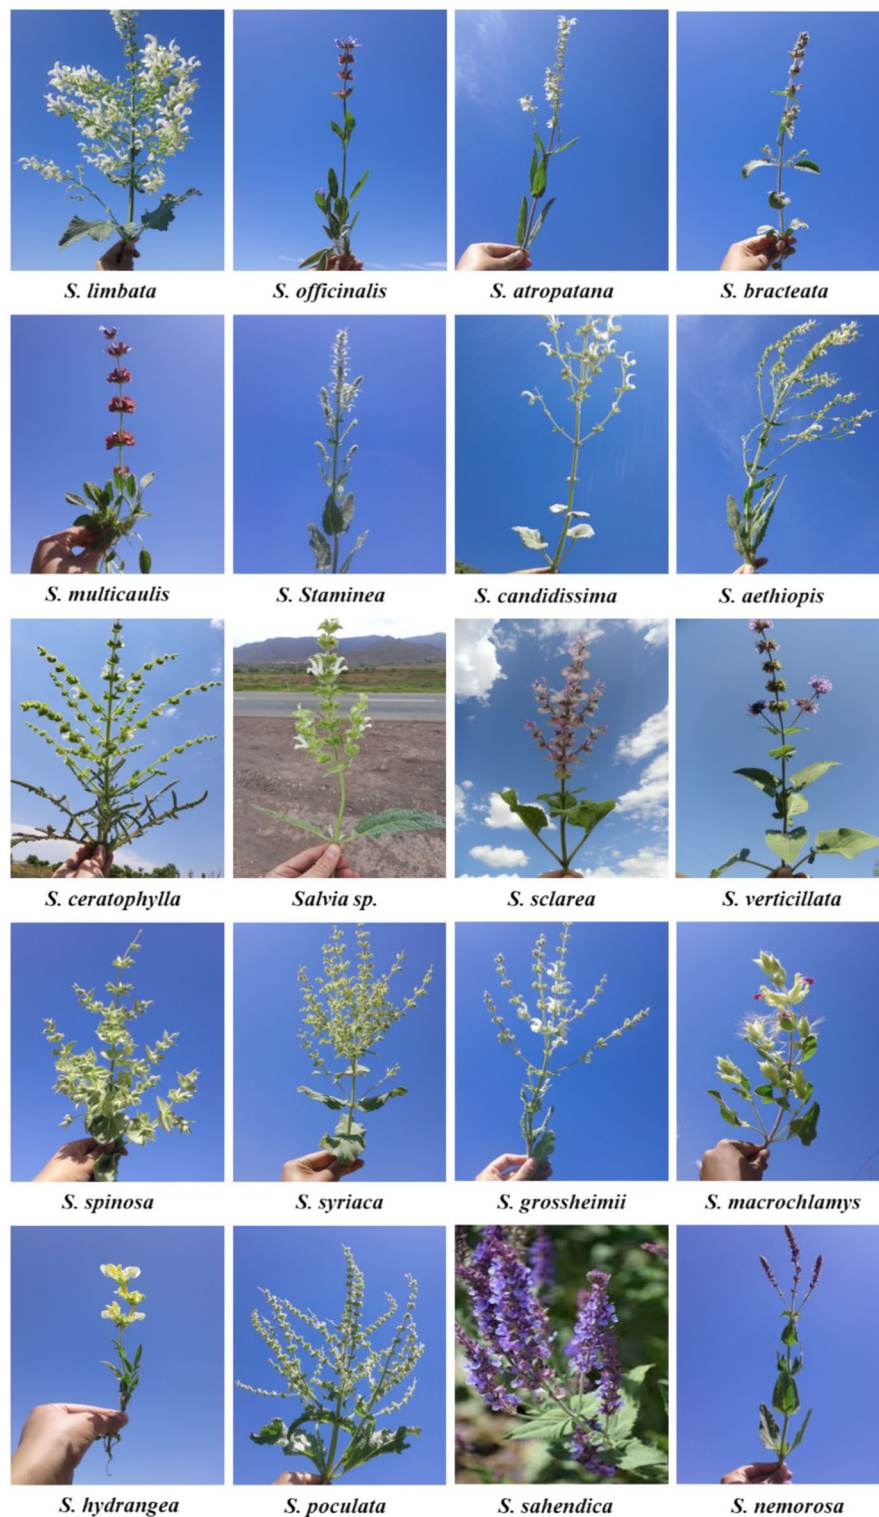 S. limbata
S. officinalis
S. atropatana
S. bracteata
S. multicaulis
S. Staminea
S. candidissima
S. aethiopis
S. ceratophylla
Salvia sp.
S. sclarea
S. verticillata
S. spinosa
S. syriaca
S. grossheimii
S. macrochlamys
S. hydrangea
S. poculata
S. sahendica
S. nemorosa